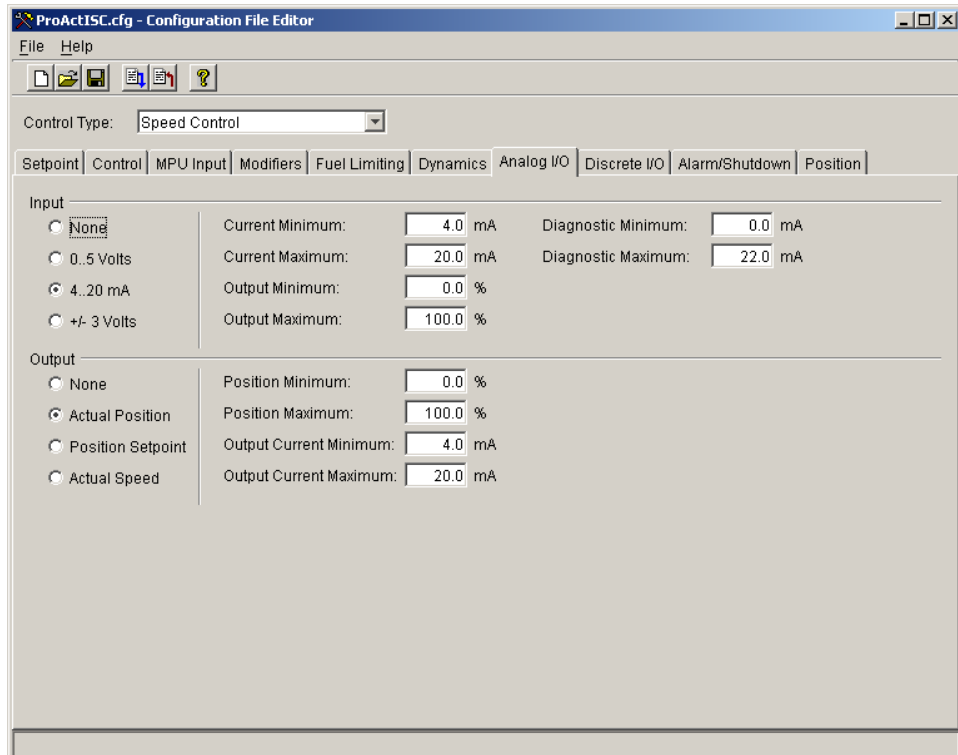 ProActISC.cfg - Configuration File Editor
File Help
Control Type: Speed Control
Setpoint Control MPU Input Modifiers Fuel Limiting Dynamics Analog I/O Discrete I/O Alarm/Shutdown Position
Input
None Current Minimum: 4.0 mA Diagnostic Minimum: 0.0 mA
0..5 Volts Current Maximum: 20.0 mA Diagnostic Maximum: 22.0 mA
4..20 mA Output Minimum: 0.0 %
+/- 3 Volts Output Maximum: 100.0 %
Output
None Position Minimum: 0.0 %
Actual Position Position Maximum: 100.0 %
Position Setpoint Output Current Minimum: 4.0 mA
Actual Speed Output Current Maximum: 20.0 mA